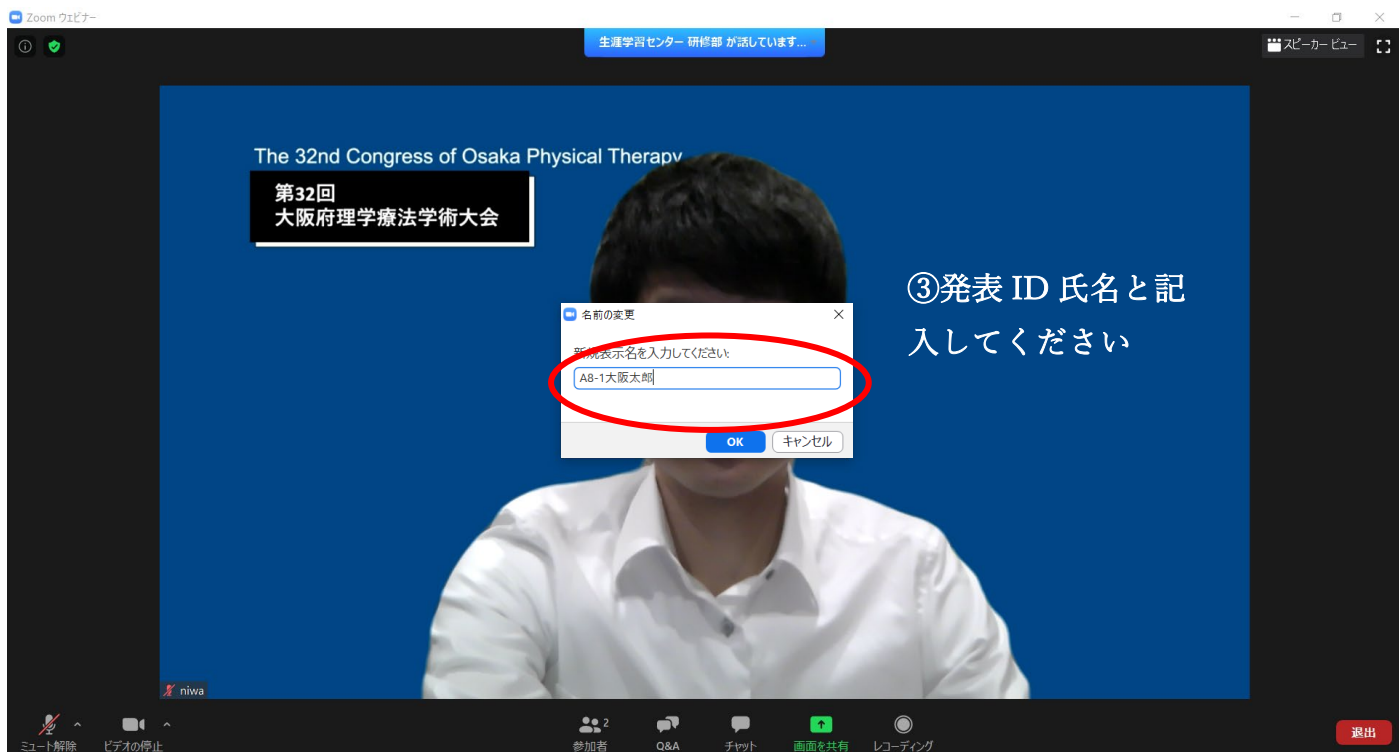 Zoom ウェビナー
生涯学習センター 研修部 が話しています...
スピーカー ビュー
The 32nd Congress of Osaka Physical Therapy
第32回
大阪府理学療法学術大会
③発表 ID 氏名と記
入してください
名前の変更
新規表示名を入力してください:
A8-1大阪太郎
OK
キャンセル
niwa
ミュート解除
ビデオの停止
2
参加者
Q&A
チャット
画面を共有
レコーディング
退出